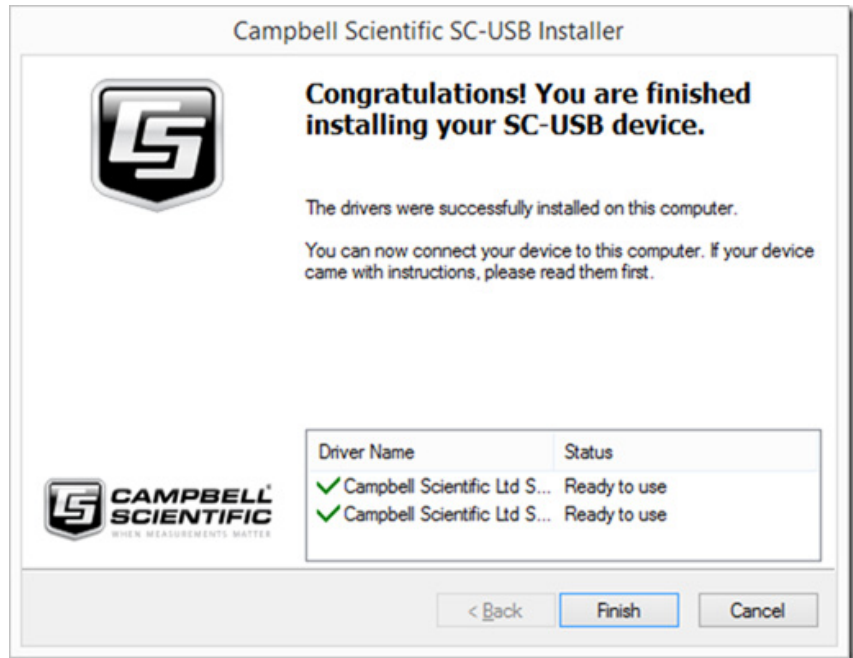 Campbell Scientific SC-USB Installer
Congratulations! You are finished
installing your SC-USB device.
The drivers were successfully installed on this computer.
You can now connect your device to this computer. If your device
came with instructions, please read them first.
Driver Name Status
Campbell Scientific Ltd S... Ready to use
Campbell Scientific Ltd S... Ready to use
CAMPBELL
SCIENTIFIC
WHEN MEASUREMENTS MATTER
< Back Finish Cancel